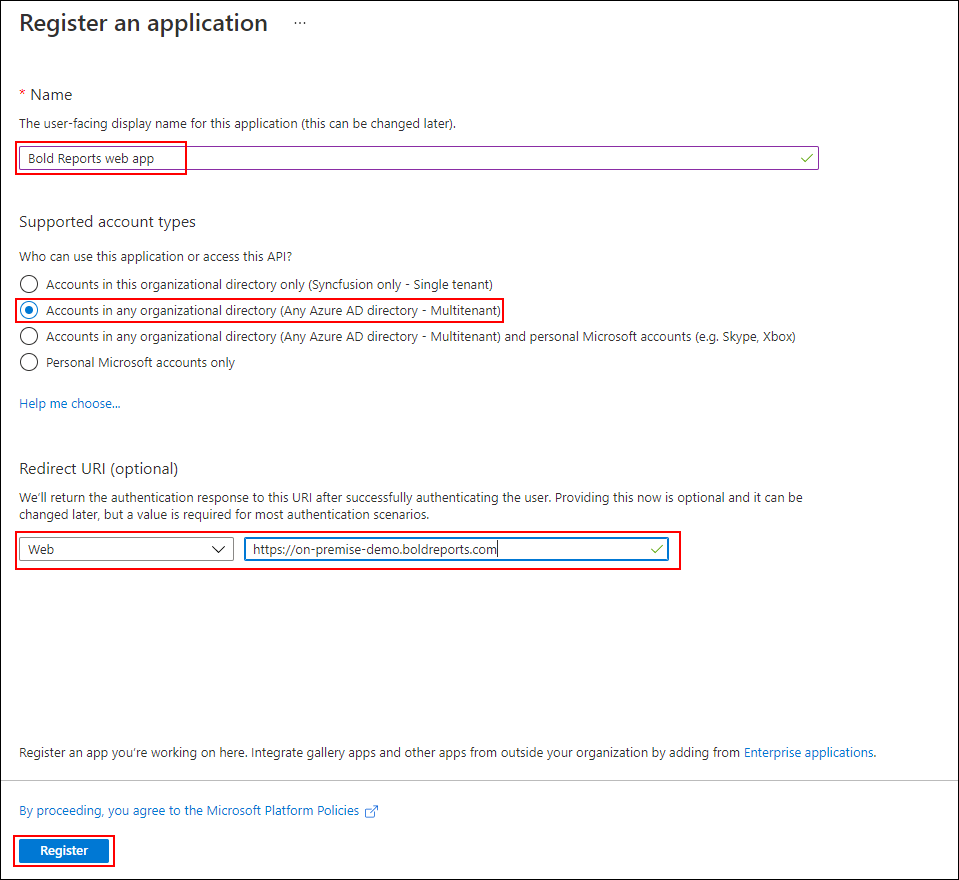 Register an application ...
* Name
The user-facing display name for this application (this can be changed later).
Bold Reports web app
Supported account types
Who can use this application or access this API?
Accounts in this organizational directory only (Syncfusion only - Single tenant)
Accounts in any organizational directory (Any Azure AD directory - Multitenant)
Accounts in any organizational directory (Any Azure AD directory - Multitenant) and personal Microsoft accounts (e.g. Skype, Xbox)
Personal Microsoft accounts only
Help me choose...
Redirect URI (optional)
We'll return the authentication response to this URI after successfully authenticating the user. Providing this now is optional and it can be
changed later, but a value is required for most authentication scenarios.
Web https://on-premise-demo.boldreports.com
Register an app you're working on here. Integrate gallery apps and other apps from outside your organization by adding from Enterprise applications.
By proceeding, you agree to the Microsoft Platform Policies
Register